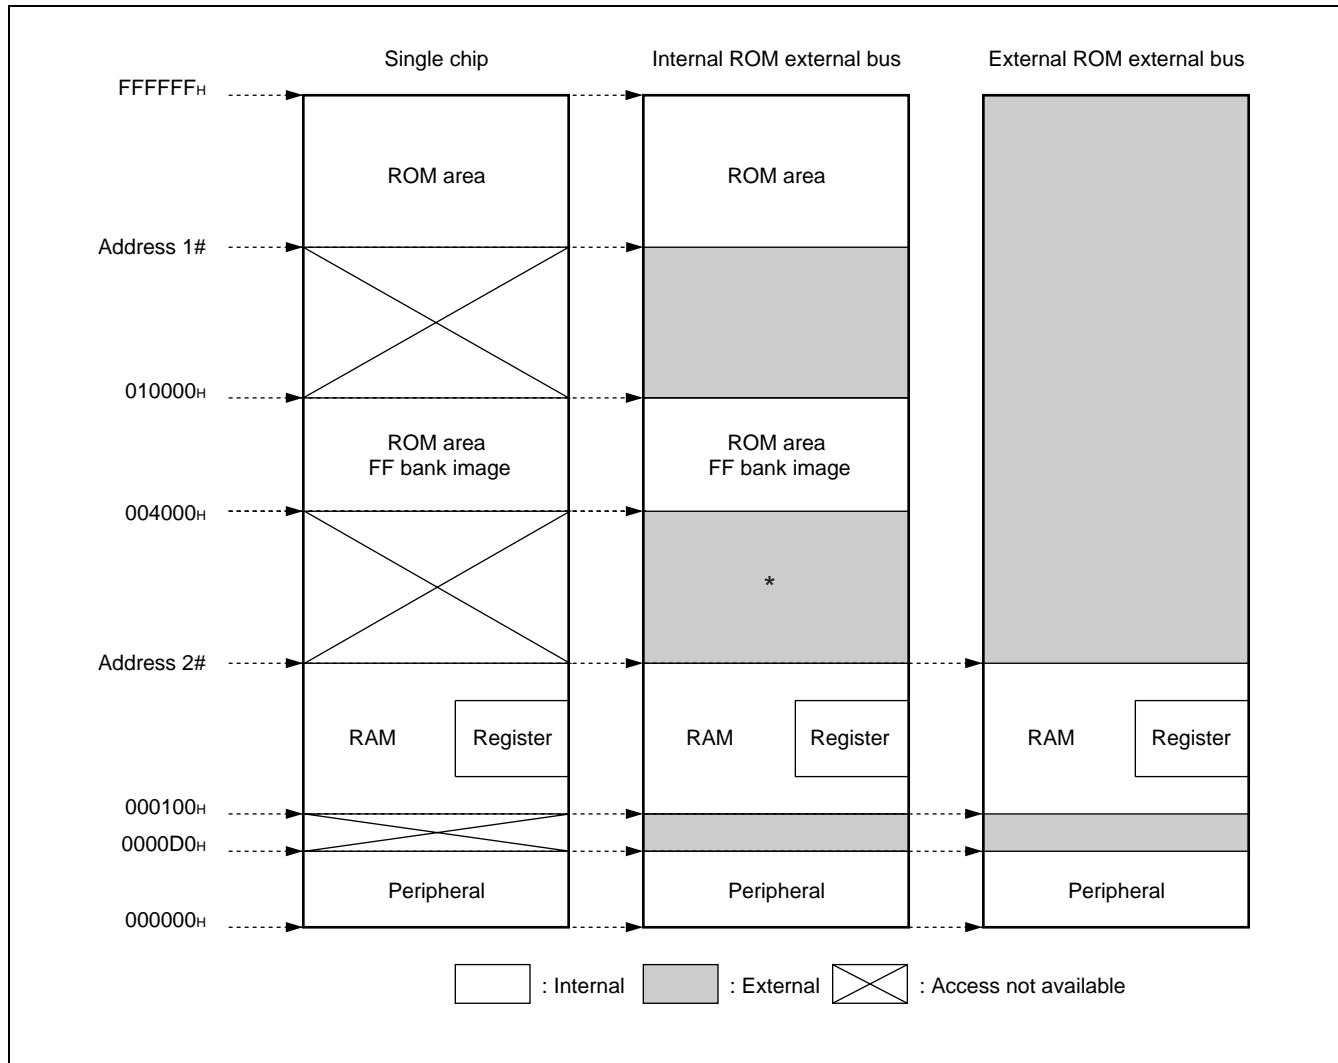 Single chip Internal ROM external bus External ROM external bus
FFFFFFH
ROM area ROM area
Address 1#
010000H
ROM area ROM area
FF bank image FF bank image
004000H
*
Address 2#
RAM Register RAM Register RAM Register
000100H
0000D0H
Peripheral Peripheral Peripheral
000000H
: Internal : External : Access not available